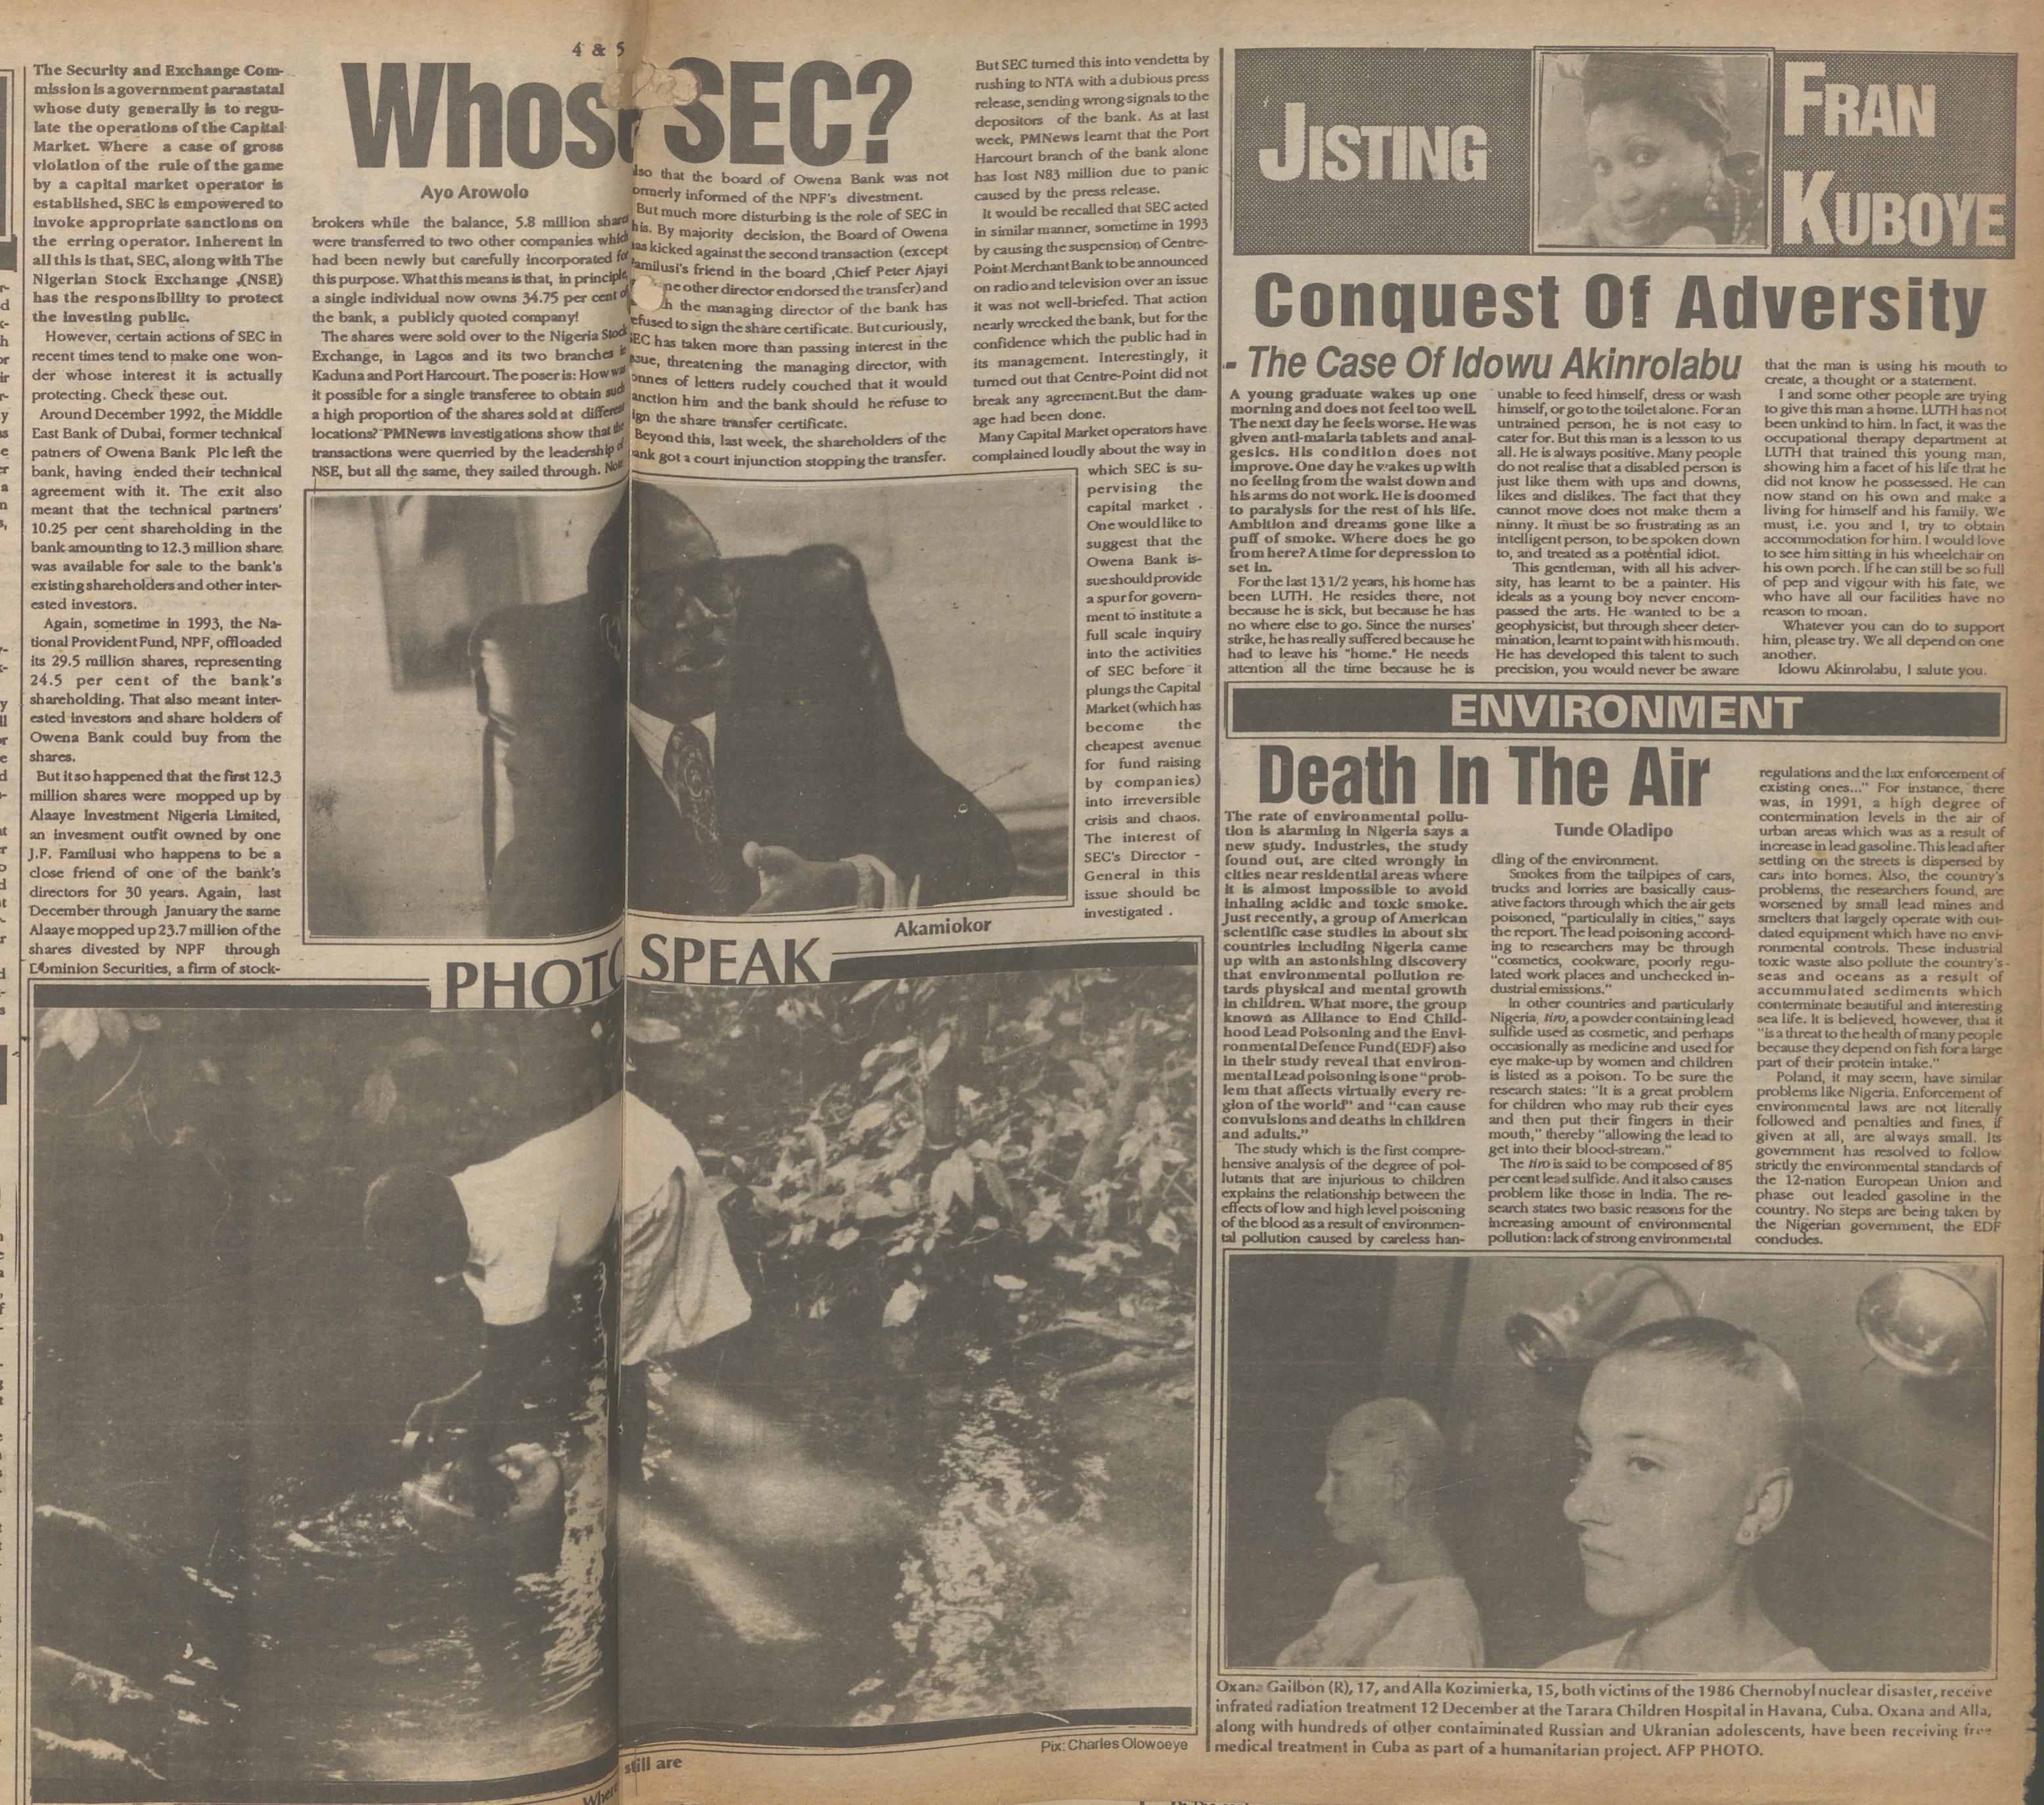 4 & 5
Whose SEC?
Ayo Arowolo
The Security and Exchange Com-
mission is a government parastatal
whose duty generally is to regu-
late the operations of the Capital
Market. Where a case of gross
violation of the rule of the game
by a capital market operator is
established, SEC is empowered to
invoke appropriate sanctions on
the erring operator. Inherent in
all this is that, SEC, along with The
Nigerian Stock Exchange ,(NSE)
has the responsibility to protect
the investing public.
However, certain actions of SEC in
recent times tend to make one won-
der whose interest it is actually
protecting. Check these out.
Around December 1992, the Middle
East Bank of Dubai, former technical
patners of Owena Bank Plc left the
bank, having ended their technical
agreement with it. The exit also
meant that the technical partners'
10.25 per cent shareholding in the
bank amounting to 12.3 million share
was available for sale to the bank's
existing shareholders and other inter-
ested investors.
Again, sometime in 1993, the Na-
tional Provident Fund, NPF, offloaded
its 29.5 million shares, representing
24.5 per cent of the bank's
shareholding. That also meant inter-
ested investors and share holders of
Owena Bank could buy from the
shares.
But it so happened that the first 12.3
million shares were mopped up by
Alaaye Investment Nigeria Limited,
an invesment outfit owned by one
J.F. Familusi who happens to be a
close friend of one of the bank's
directors for 30 years. Again, last
December through January the same
Alaaye mopped up 23.7 million of the
shares divested by NPF through
Dominion Securities, a firm of stock-
brokers while the balance, 5.8 million shares
were transferred to two other companies which
had been newly but carefully incorporated for
this purpose. What this means is that, in principle,
a single individual now owns 34.75 per cent of
the bank, a publicly quoted company!
The shares were sold over to the Nigeria Stock
Exchange, in Lagos and its two branches in
Kaduna and Port Harcourt. The poser is: How was
it possible for a single transferee to obtain such
a high proportion of the shares sold at different
locations? PMNews investigations show that the
transactions were querried by the leadership of
NSE, but all the same, they sailed through. Note
lso that the board of Owena Bank was not
ormerly informed of the NPF's divestment.
But much more disturbing is the role of SEC in
his. By majority decision, the Board of Owena
as kicked against the second transaction (except
amilusi's friend in the board ,Chief Peter Ajayi
ne other director endorsed the transfer) and
h the managing director of the bank has
efused to sign the share certificate. But curiously,
SEC has taken more than passing interest in the
ssue, threatening the managing director, with
onnes of letters rudely couched that it would
anction him and the bank should he refuse to
ign the share transfer certificate.
Beyond this, last week, the shareholders of the
ank got a court injunction stopping the transfer.
But SEC turned this into vendetta by
rushing to NTA with a dubious press
release, sending wrong signals to the
depositors of the bank. As at last
week, PMNews learnt that the Port
Harcourt branch of the bank alone
has lost N83 million due to panic
caused by the press release.
It would be recalled that SEC acted
in similar manner, sometime in 1993
by causing the suspension of Centre-
Point Merchant Bank to be announced
on radio and television over an issue
it was not well-briefed. That action
nearly wrecked the bank, but for the
confidence which the public had in
its management. Interestingly, it
turned out that Centre-Point did not
break any agreement.But the dam-
age had been done.
Many Capital Market operators have
complained loudly about the way in
which SEC is su-
pervising the
capital market .
One would like to
suggest that the
Owena Bank is-
sue should provide
a spur for govern-
ment to institute a
full scale inquiry
into the activities
of SEC before it
plunges the Capital
Market (which has
become the
cheapest avenue
for fund raising
by companies)
into irreversible
crisis and chaos.
The interest of
SEC's Director -
General in this
issue should be
investigated .
Akamiokor
PHOTO SPEAK
Pix: Charles Olowoeye
Where
still are
JISTING
FRAN
KUBOYE
Conquest Of Adversity
- The Case Of Idowu Akinrolabu
A young graduate wakes up one
morning and does not feel too well.
The next day he feels worse. He was
given anti-malaria tablets and anal-
gesics. His condition does not
improve. One day he wakes up with
no feeling from the waist down and
his arms do not work. He is doomed
to paralysis for the rest of his life.
Ambition and dreams gone like a
puff of smoke. Where does he go
from here? A time for depression to
set in.
For the last 13 1/2 years, his home has
been LUTH. He resides there, not
because he is sick, but because he has
no where else to go. Since the nurses'
strike, he has really suffered because he
had to leave his "home." He needs
attention all the time because he is
unable to feed himself, dress or wash
himself, or go to the toilet alone. For an
untrained person, he is not easy to
cater for. But this man is a lesson to us
all. He is always positive. Many people
do not realise that a disabled person is
just like them with ups and downs,
likes and dislikes. The fact that they
cannot move does not make them a
ninny. It must be so frustrating as an
intelligent person, to be spoken down
to, and treated as a potential idiot.
This gentleman, with all his adver-
sity, has learnt to be a painter. His
ideals as a young boy never encom-
passed the arts. He wanted to be a
geophysicist, but through sheer deter-
mination, learnt to paint with his mouth.
He has developed this talent to such
precision, you would never be aware
that the man is using his mouth to
create, a thought or a statement.
I and some other people are trying
to give this man a home. LUTH has not
been unkind to him. In fact, it was the
occupational therapy department at
LUTH that trained this young man,
showing him a facet of his life that he
did not know he possessed. He can
now stand on his own and make a
living for himself and his family. We
must, i.e. you and I, try to obtain
accommodation for him. I would love
to see him sitting in his wheelchair on
his own porch. If he can still be so full
of pep and vigour with his fate, we
who have all our facilities have no
reason to moan.
Whatever you can do to support
him, please try. We all depend on one
another.
Idowu Akinrolabu, I salute you.
ENVIRONMENT
Death In The Air
Tunde Oladipo
The rate of environmental pollu-
tion is alarming in Nigeria says a
new study. Industries, the study
found out, are cited wrongly in
cities near residential areas where
it is almost impossible to avoid
inhaling acidic and toxic smoke.
Just recently, a group of American
scientific case studies in about six
countries including Nigeria came
up with an astonishing discovery
that environmental pollution re-
tards physical and mental growth
in children. What more, the group
known as Alliance to End Child-
hood Lead Poisoning and the Envi-
ronmental Defence Fund(EDF) also
in their study reveal that environ-
mental Lead poisoning is one "prob-
lem that affects virtually every re-
gion of the world" and "can cause
convulsions and deaths in children
and adults."
The study which is the first compre-
hensive analysis of the degree of pol-
lutants that are injurious to children
explains the relationship between the
effects of low and high level poisoning
of the blood as a result of environmen-
tal pollution caused by careless han-
dling of the environment.
Smokes from the tailpipes of cars,
trucks and lorries are basically caus-
ative factors through which the air gets
poisoned, "particulally in cities," says
the report. The lead poisoning accord-
ing to researchers may be through
"cosmetics, cookware, poorly regu-
lated work places and unchecked in-
dustrial emissions."
In other countries and particularly
Nigeria, tiro, a powder containing lead
sulfide used as cosmetic, and perhaps
occasionally as medicine and used for
eye make-up by women and children
is listed as a poison. To be sure the
research states: "It is a great problem
for children who may rub their eyes
and then put their fingers in their
mouth," thereby "allowing the lead to
get into their blood-stream."
The tiro is said to be composed of 85
per cent lead sulfide. And it also causes
problem like those in India. The re-
search states two basic reasons for the
increasing amount of environmental
pollution: lack of strong environmental
regulations and the lax enforcement of
existing ones..." For instance, there
was, in 1991, a high degree of
contermination levels in the air of
urban areas which was as a result of
increase in lead gasoline. This lead after
settling on the streets is dispersed by
cars into homes. Also, the country's
problems, the researchers found, are
worsened by small lead mines and
smelters that largely operate with out-
dated equipment which have no envi-
ronmental controls. These industrial
toxic waste also pollute the country's
seas and oceans as a result of
accummulated sediments which
conterminate beautiful and interesting
sea life. It is believed, however, that it
"is a threat to the health of many people
because they depend on fish for a large
part of their protein intake."
Poland, it may seem, have similar
problems like Nigeria. Enforcement of
environmental laws are not literally
followed and penalties and fines, if
given at all, are always small. Its
government has resolved to follow
strictly the environmental standards of
the 12-nation European Union and
phase out leaded gasoline in the
country. No steps are being taken by
the Nigerian government, the EDF
concludes.
Oxana Gailbon (R), 17, and Alla Kozimierka, 15, both victims of the 1986 Chernobyl nuclear disaster, receive
infrated radiation treatment 12 December at the Tarara Children Hospital in Havana, Cuba. Oxana and Alla,
along with hundreds of other contaiminated Russian and Ukranian adolescents, have been receiving free
medical treatment in Cuba as part of a humanitarian project. AFP PHOTO.